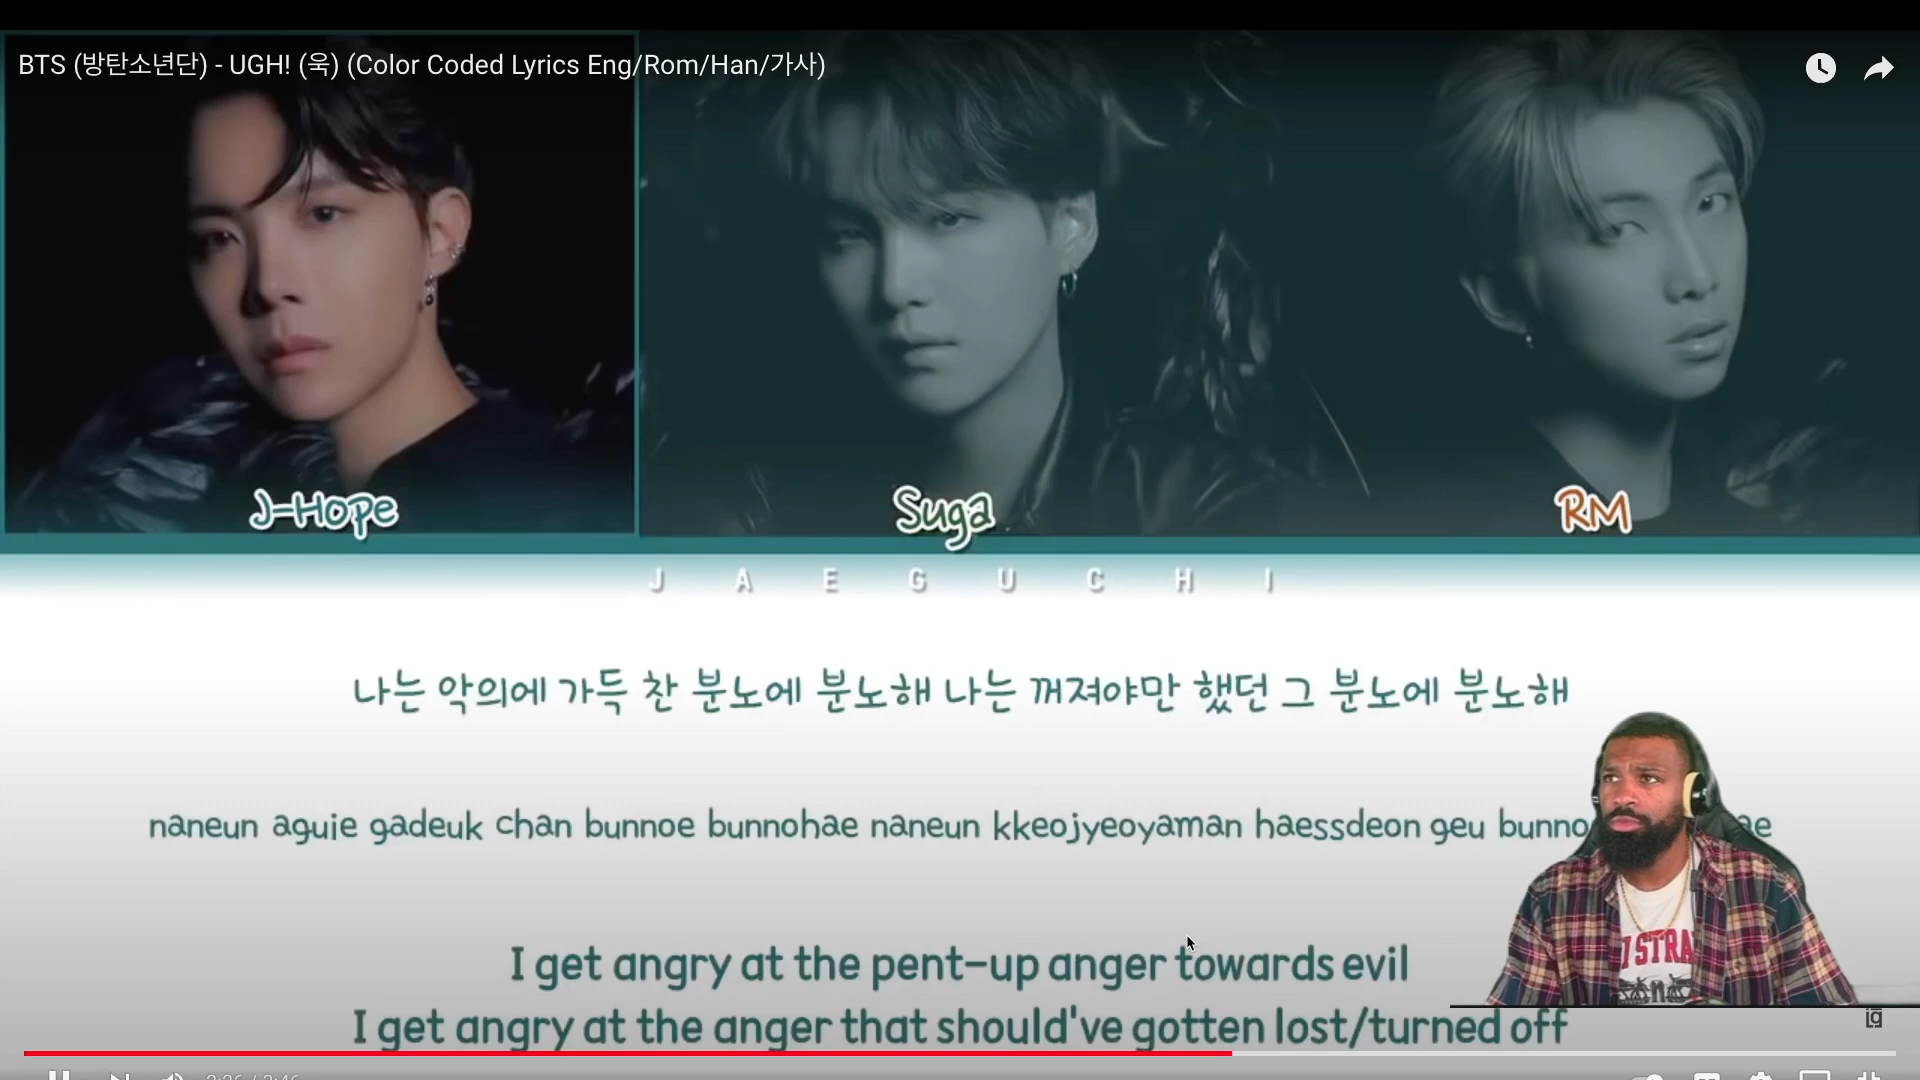 BTS (방탄소년단) - UGH! (욱) (Color Coded Lyrics Eng/Rom/Han/가사)
J-Hope
Suga
RM
J A E G U C H I
나는 악의에 가득 찬 분노에 분노해 나는 꺼져야만 했던 그 분노에 분노해
naneun aguie gadeuk chan bunnoe bunnohae naneun kkeojyeoyaman haessdeon geu
I get angry at the pent-up anger towards evil
I get angry at the anger that should've gotten lost/turned off